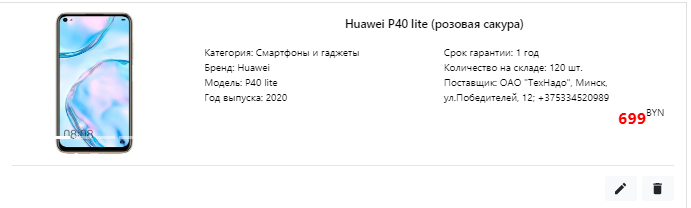 Huawei P40 lite (розовая сакура)
Категория: Смартфоны и гаджеты
Бренд: Huawei
Модель: P40 lite
Год выпуска: 2020
Срок гарантии: 1 год
Количество на складе: 120 шт.
Поставщик: ОАО "ТехНадо", Минск,
ул.Победителей, 12; +375334520989
699 BYN
08:08